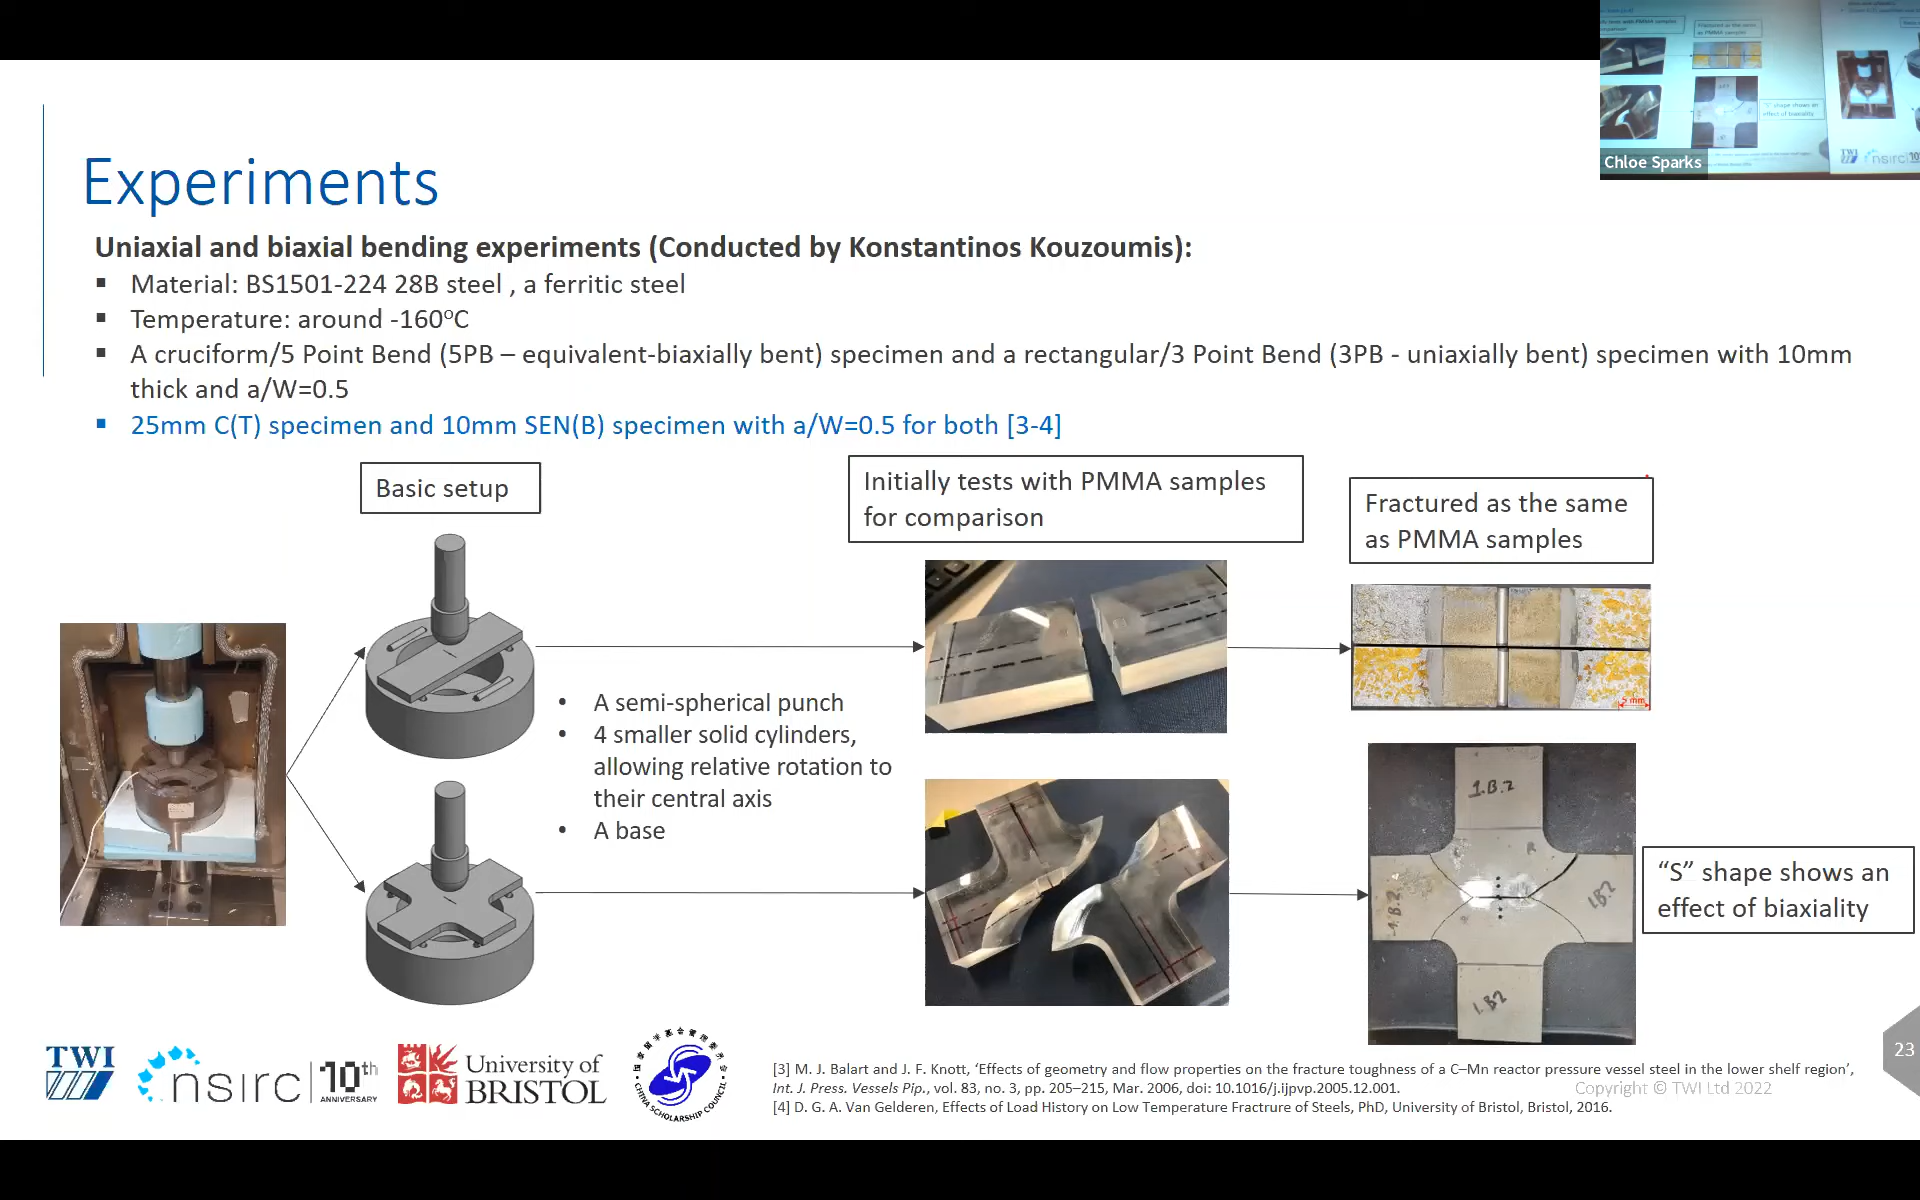 Chloe Sparks
Experiments
Uniaxial and biaxial bending experiments (Conducted by Konstantinos Kouzoumis):
Material: BS1501-224 28B steel , a ferritic steel
Temperature: around -160°C
A cruciform/5 Point Bend (5PB – equivalent-biaxially bent) specimen and a rectangular/3 Point Bend (3PB - uniaxially bent) specimen with 10mm
thick and a/W=0.5
25mm C(T) specimen and 10mm SEN(B) specimen with a/W=0.5 for both [3-4]
Basic setup
Initially tests with PMMA samples
for comparison
Fractured as the same
as PMMA samples
5 mm
• A semi-spherical punch
• 4 smaller solid cylinders,
allowing relative rotation to
their central axis
• A base
1.B.2
1.B.2
1.B.2
1.B.2
“S” shape shows an
effect of biaxiality
TWI
nsirc 10th
ANNIVERSARY
University of
BRISTOL
CHINA SCHOLARSHIP COUNCIL
[3] M. J. Balart and J. F. Knott, ‘Effects of geometry and flow properties on the fracture toughness of a C–Mn reactor pressure vessel steel in the lower shelf region’,
Int. J. Press. Vessels Pip., vol. 83, no. 3, pp. 205–215, Mar. 2006, doi: 10.1016/j.ijpvp.2005.12.001.
[4] D. G. A. Van Gelderen, Effects of Load History on Low Temperature Fractrure of Steels, PhD, University of Bristol, Bristol, 2016.
Copyright © TWI Ltd 2022
23